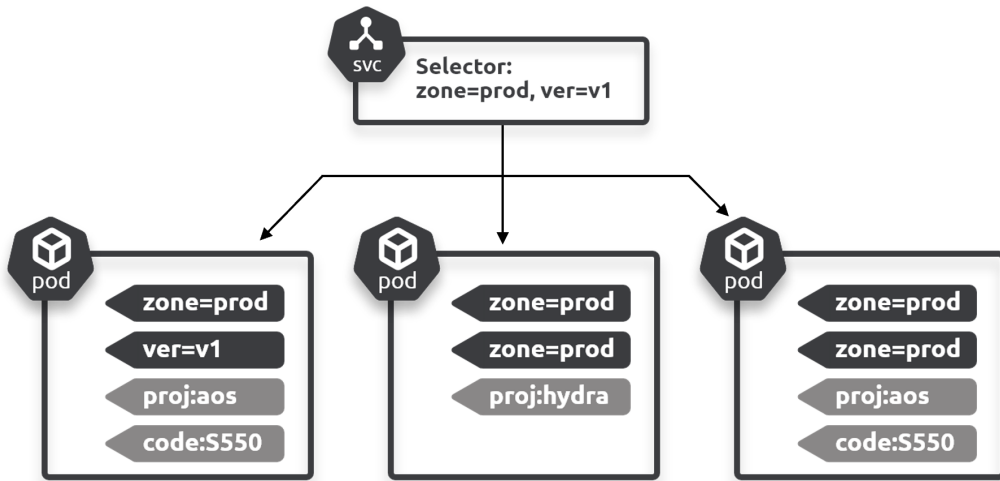 svc
Selector:
zone=prod, ver=v1
pod
zone=prod
ver=v1
proj:aos
code:S550
pod
zone=prod
zone=prod
proj:hydra
pod
zone=prod
zone=prod
proj:aos
code:S550